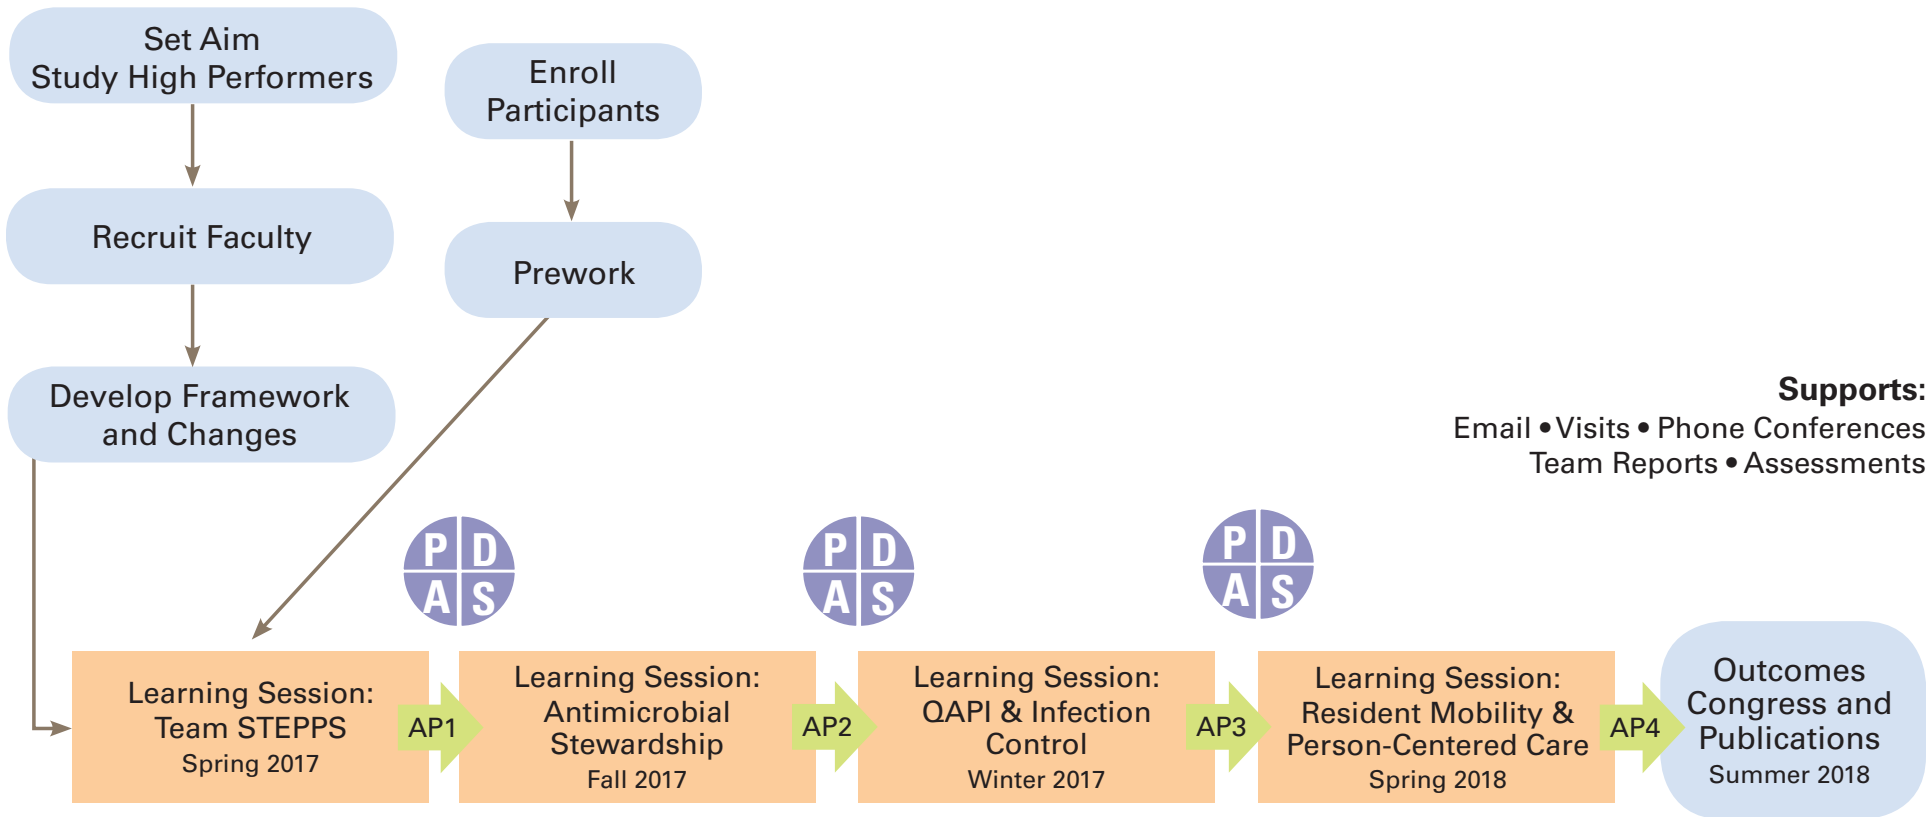 Set Aim
Study High Performers
Enroll
Participants
Recruit Faculty
Prework
Develop Framework
and Changes
Supports:
Email • Visits • Phone Conferences
Team Reports • Assessments
P D
A S
P D
A S
P D
A S
Learning Session:
Team STEPPS
Spring 2017
AP1
Learning Session:
Antimicrobial
Stewardship
Fall 2017
AP2
Learning Session:
QAPI & Infection
Control
Winter 2017
AP3
Learning Session:
Resident Mobility &
Person-Centered Care
Spring 2018
AP4
Outcomes
Congress and
Publications
Summer 2018